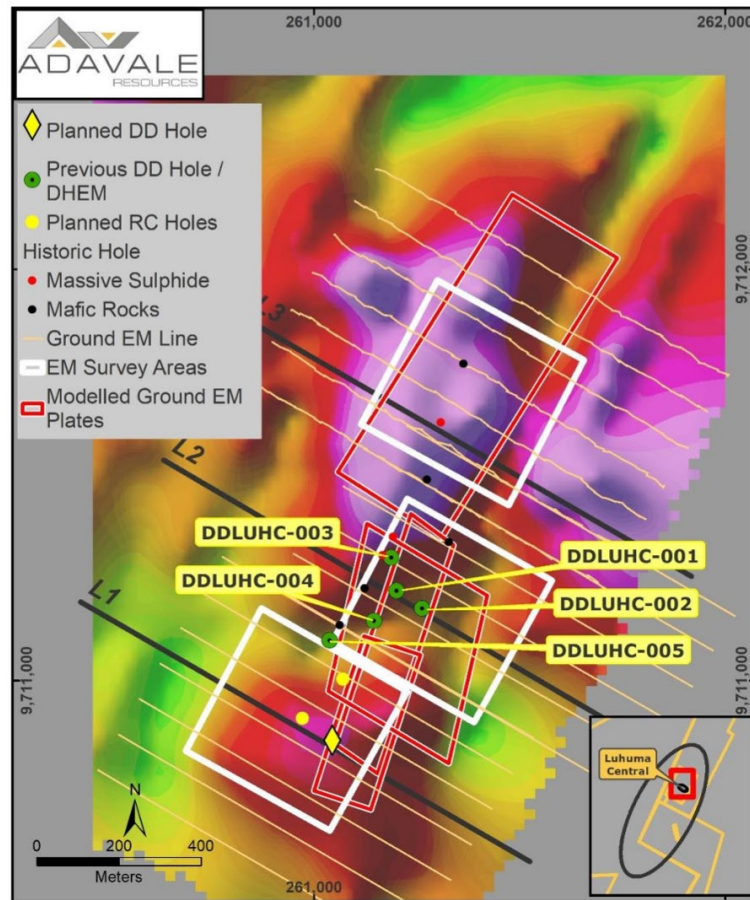 261,000
262,000
ADAVALE
RESOURCES
Planned DD Hole
Previous DD Hole /
DHEM
Planned RC Holes
Historic Hole
Massive Sulphide
Mafic Rocks
Ground EM Line
EM Survey Areas
Modelled Ground EM
Plates
9,712,000
L3
L2
DDLUHC-003
DDLUHC-001
DDLUHC-004
DDLUHC-002
L1
DDLUHC-005
9,711,000
9,711,000
Luhuma
Central
N
0 200 400
Meters
261,000